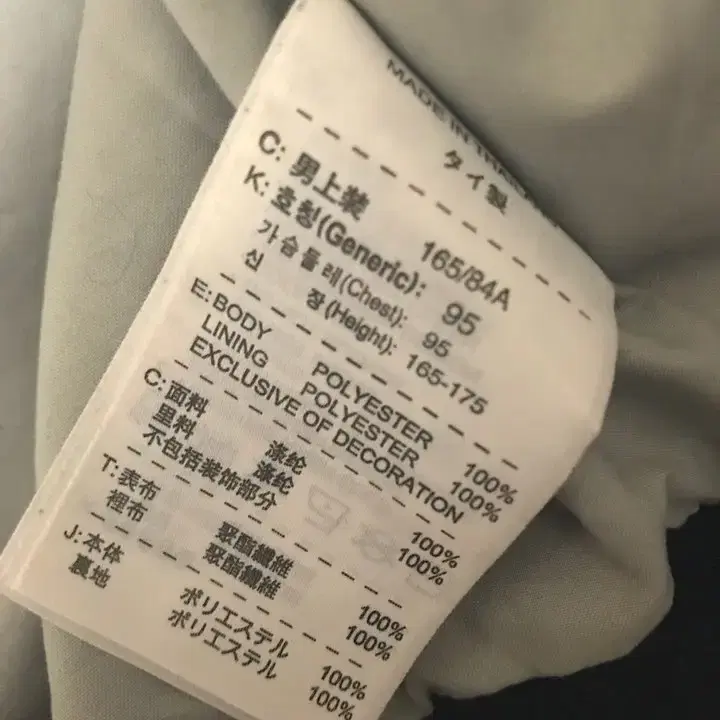 MADE IN THAILAND
タイ製
C: 男上装 165/84A
K: 호칭(Generic): 95
가슴둘레(Chest): 95
신 장(Height): 165-175
E: BODY POLYESTER 100%
LINING POLYESTER 100%
EXCLUSIVE OF DECORATION
C: 面料 涤纶 100%
里料 涤纶 100%
不包括装饰部分
T: 表布 聚酯纖維 100%
裡布 聚酯纖維 100%
J: 本体 ポリエステル 100%
裏地 ポリエステル 100%